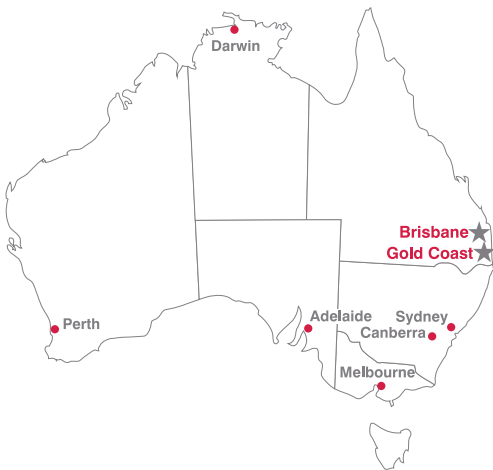 Darwin
Brisbane
Gold Coast
Perth
Adelaide
Sydney
Canberra
Melbourne